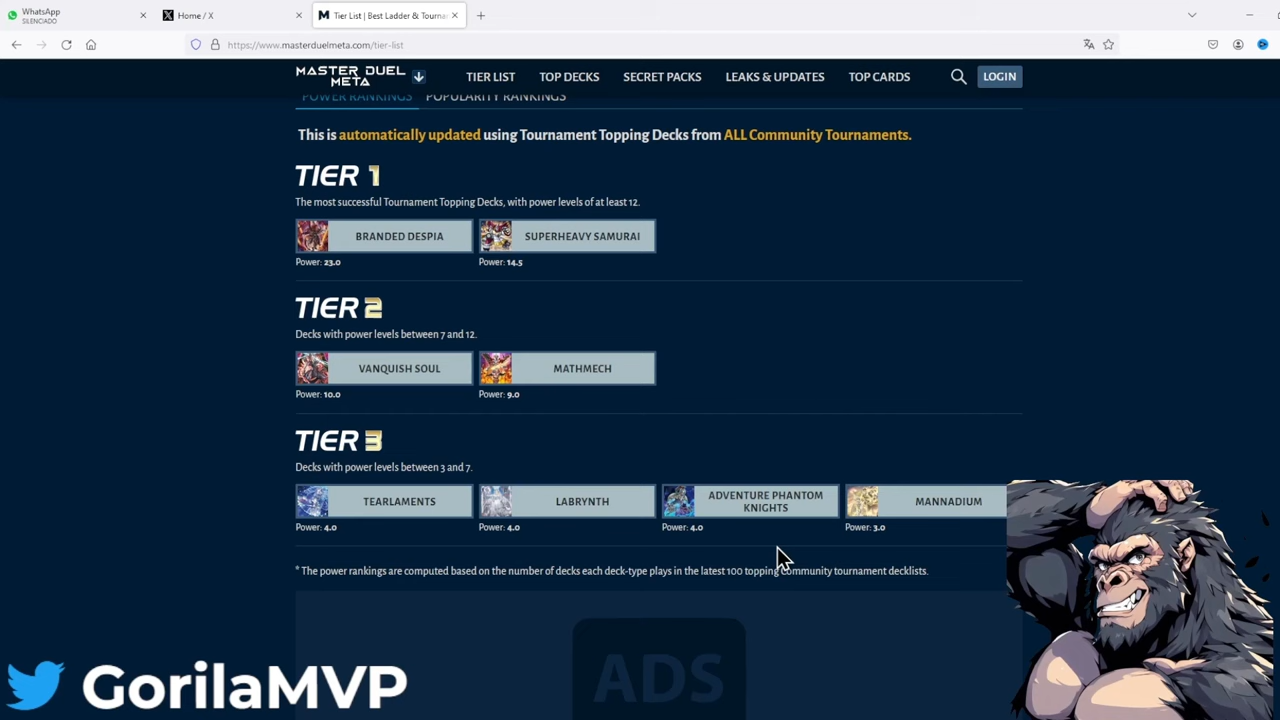 WhatsApp
SILENCIADO
Home / X
Tier List | Best Ladder & Tourna
https://www.masterduelmeta.com/tier-list
MASTER DUEL
META
TIER LIST
TOP DECKS
SECRET PACKS
LEAKS & UPDATES
TOP CARDS
LOGIN
POWER RANKINGS
POPULARITY RANKINGS
This is automatically updated using Tournament Topping Decks from ALL Community Tournaments.
TIER 1
The most successful Tournament Topping Decks, with power levels of at least 12.
BRANDED DESPIA
SUPERHEAVY SAMURAI
Power: 23.0
Power: 14.5
TIER 2
Decks with power levels between 7 and 12.
VANQUISH SOUL
MATHMECH
Power: 10.0
Power: 9.0
TIER 3
Decks with power levels between 3 and 7.
TEARLAMENTS
LABRYNTH
ADVENTURE PHANTOM
KNIGHTS
MANNADIUM
Power: 4.0
Power: 4.0
Power: 4.0
Power: 3.0
* The power rankings are computed based on the number of decks each deck-type plays in the latest 100 topping community tournament decklists.
ADS
GorilaMVP